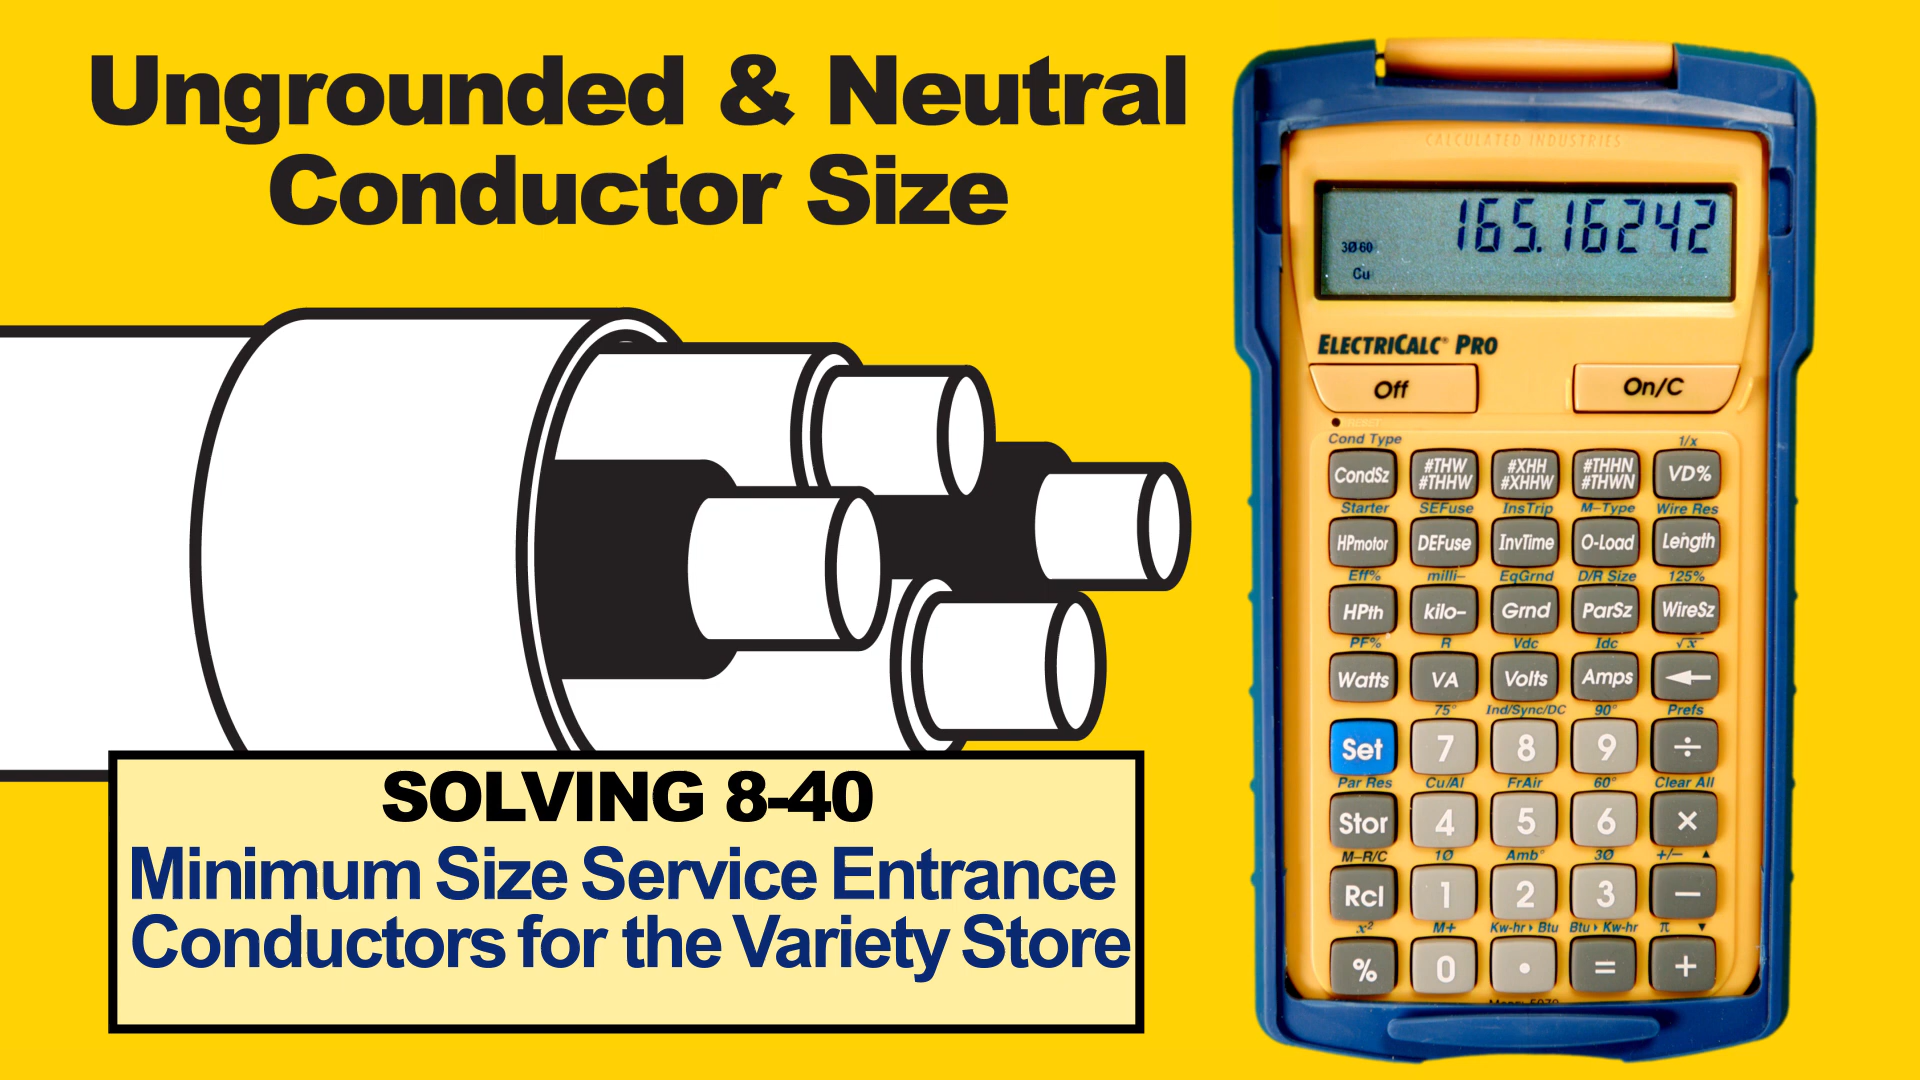 Ungrounded & Neutral
Conductor Size
CALCULATED INDUSTRIES
165.16242
3Ø 60
Cu
ELECTRICALC® PRO
Off
On/C
Cond Type
1/x
CondSz
#THW
#THHW
#XHH
#XHHW
#THHN
#THWN
VD%
Starter
SEFuse
InsTrip
M–Type
Wire Res
HPmotor
DEFuse
InvTime
O-Load
Length
Eff%
milli–
EqGrnd
D/R Size
125%
HPth
kilo–
Grnd
ParSz
WireSz
PF%
R
Vdc
Idc
√x
Watts
VA
Volts
Amps
75°
Ind/Sync/DC
90°
Prefs
Set
7
8
9
÷
Par Res
Cu/Al
FrAir
60°
Clear All
Stor
4
5
6
×
M–R/C
1Ø
Amb°
3Ø
+/– ▲
Rcl
1
2
3
–
x²
M+
Kw-hr ▸ Btu
Btu ▸ Kw-hr
π ▼
%
0
•
=
+
SOLVING 8-40
Minimum Size Service Entrance
Conductors for the Variety Store